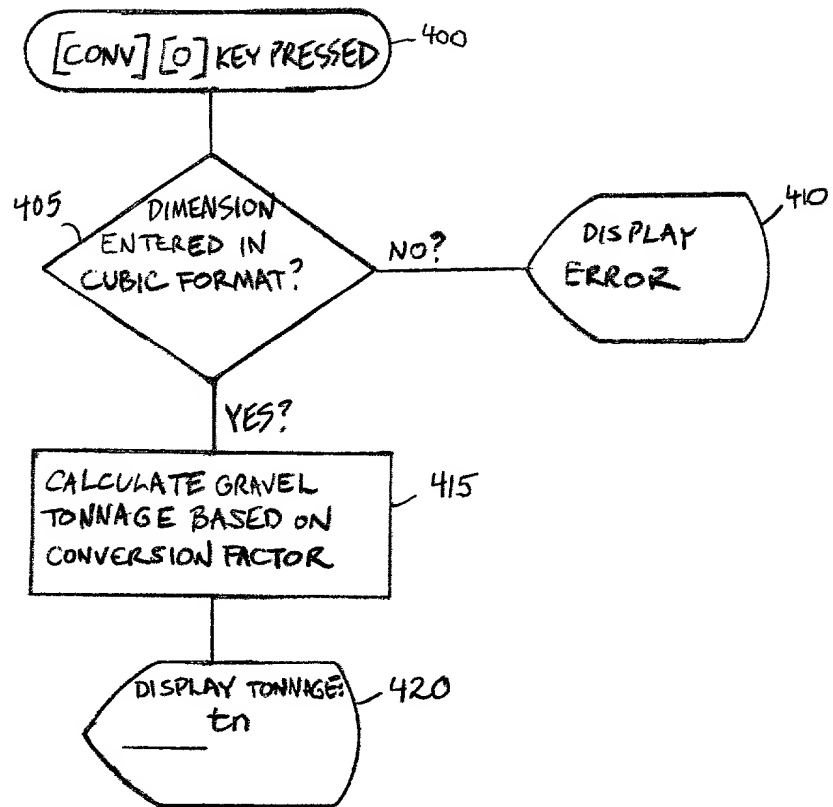 [CONV] [0] KEY PRESSED
400
405
DIMENSION
ENTERED IN
CUBIC FORMAT?
NO?
DISPLAY
ERROR
410
YES?
CALCULATE GRAVEL
TONNAGE BASED ON
CONVERSION FACTOR
415
DISPLAY TONNAGE:
____ tn
420